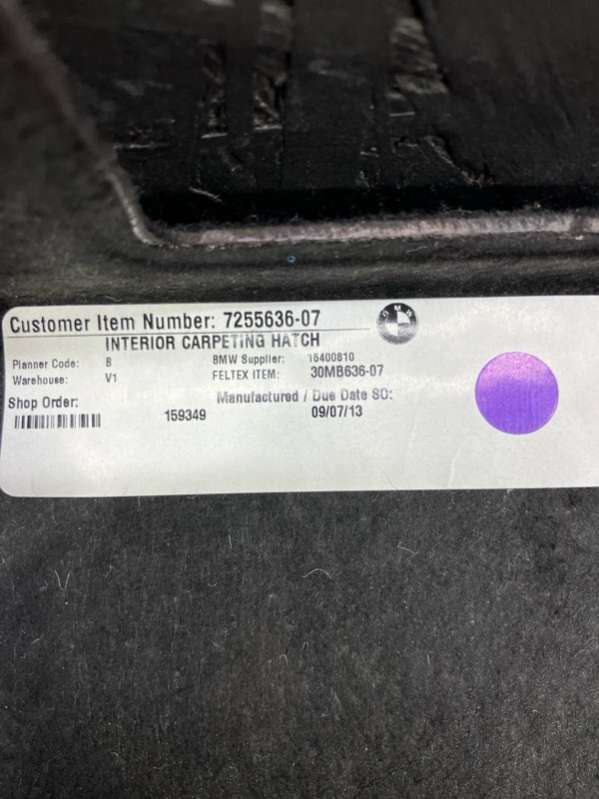 Customer Item Number: 7255636-07
BMW
INTERIOR CARPETING HATCH
Planner Code: B BMW Supplier: 15400810
Warehouse: V1 FELTEX ITEM: 30MB636-07
Shop Order: Manufactured / Due Date SO:
159349 09/07/13